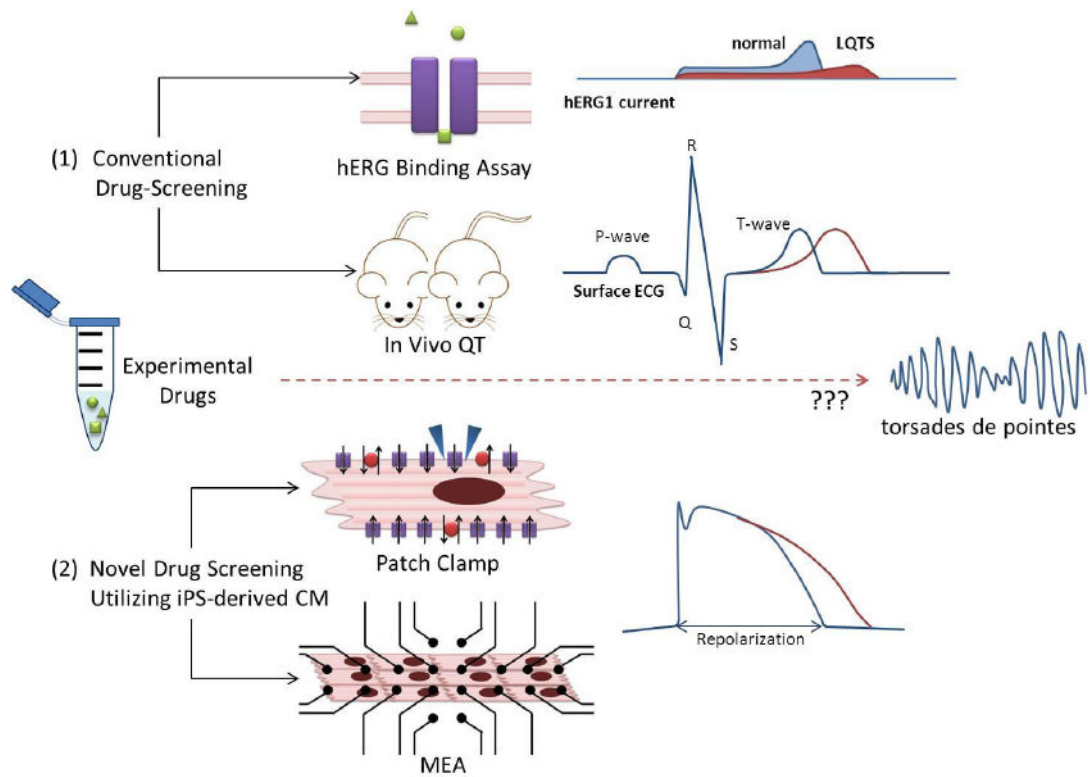 normal
LQTS
hERG1 current
(1) Conventional
Drug-Screening
hERG Binding Assay
R
P-wave
T-wave
Surface ECG
Q
S
In Vivo QT
Experimental
Drugs
???
torsades de pointes
Patch Clamp
(2) Novel Drug Screening
Utilizing iPS-derived CM
Repolarization
MEA